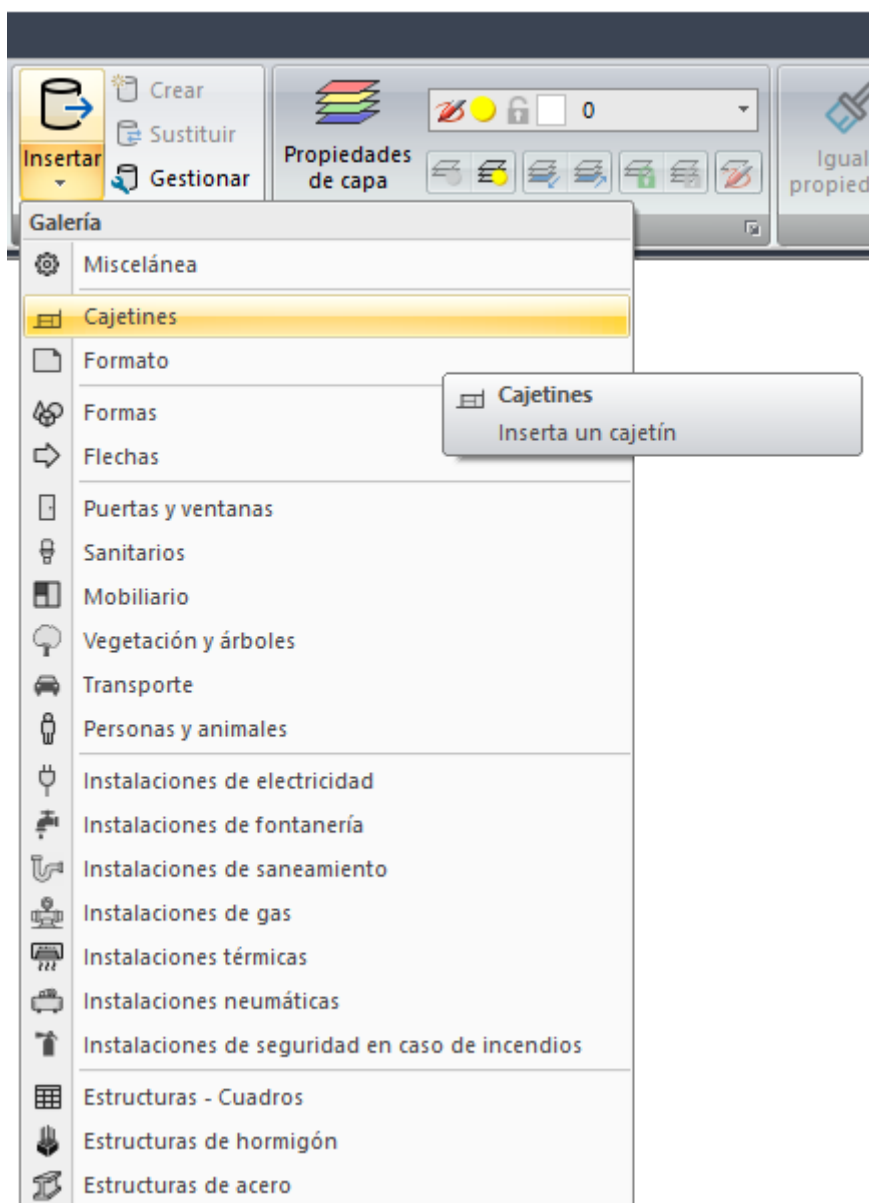 Crear
Sustituir
Gestionar
Insertar
Propiedades
de capa
0
Igual
propied
Galería
Miscelánea
Cajetines
Formato
Formas
Flechas
Cajetines
Inserta un cajetín
Puertas y ventanas
Sanitarios
Mobiliario
Vegetación y árboles
Transporte
Personas y animales
Instalaciones de electricidad
Instalaciones de fontanería
Instalaciones de saneamiento
Instalaciones de gas
Instalaciones térmicas
Instalaciones neumáticas
Instalaciones de seguridad en caso de incendios
Estructuras - Cuadros
Estructuras de hormigón
Estructuras de acero